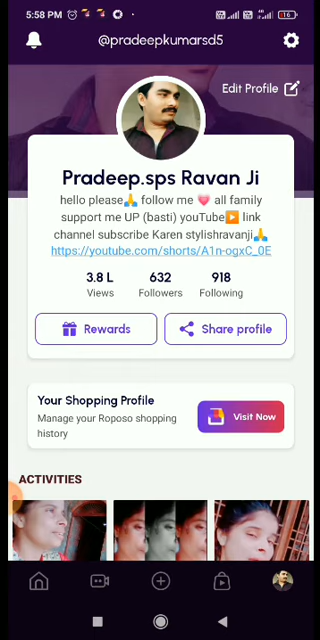 5:58 PM
16
@pradeepkumarsd5
Edit Profile
Pradeep.sps Ravan Ji
hello please🙏 follow me 💗 all family
support me UP (basti) youTube▶️ link
channel subscribe Karen stylishravanji🙏
https://youtube.com/shorts/A1n-ogxC_0E
3.8 L 632 918
Views Followers Following
Rewards Share profile
Your Shopping Profile
Manage your Roposo shopping
history
Visit Now
ACTIVITIES